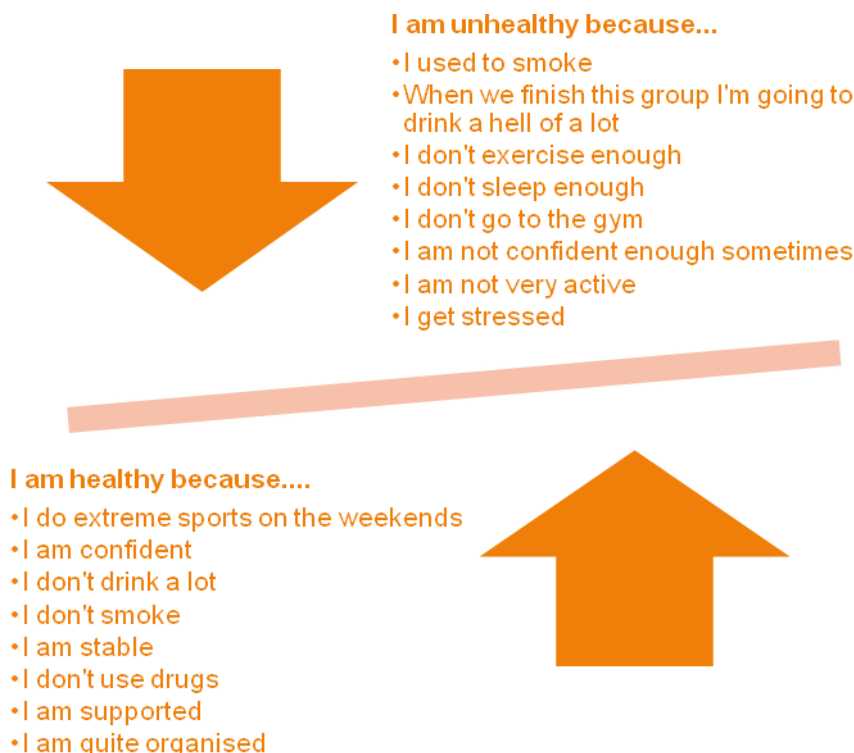 I am unhealthy because...
•I used to smoke
•When we finish this group I'm going to
drink a hell of a lot
•I don't exercise enough
•I don't sleep enough
•I don't go to the gym
•I am not confident enough sometimes
•I am not very active
•I get stressed
I am healthy because....
•I do extreme sports on the weekends
•I am confident
•I don't drink a lot
•I don't smoke
•I am stable
•I don't use drugs
•I am supported
•I am quite organised